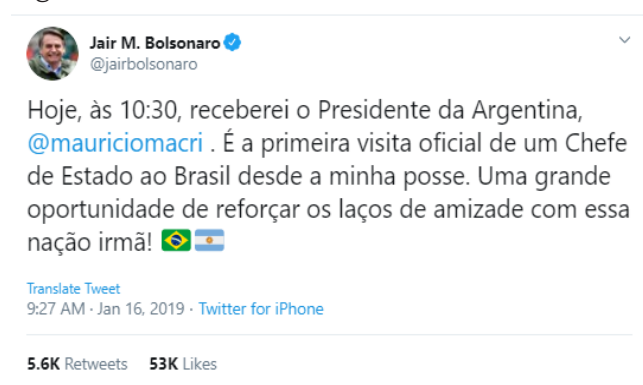 Jair M. Bolsonaro
@jairbolsonaro
Hoje, às 10:30, receberei o Presidente da Argentina,
@mauriciomacri . É a primeira visita oficial de um Chefe
de Estado ao Brasil desde a minha posse. Uma grande
oportunidade de reforçar os laços de amizade com essa
nação irmã! 🇧🇷🇦🇷
Translate Tweet
9:27 AM · Jan 16, 2019 · Twitter for iPhone
5.6K Retweets 53K Likes